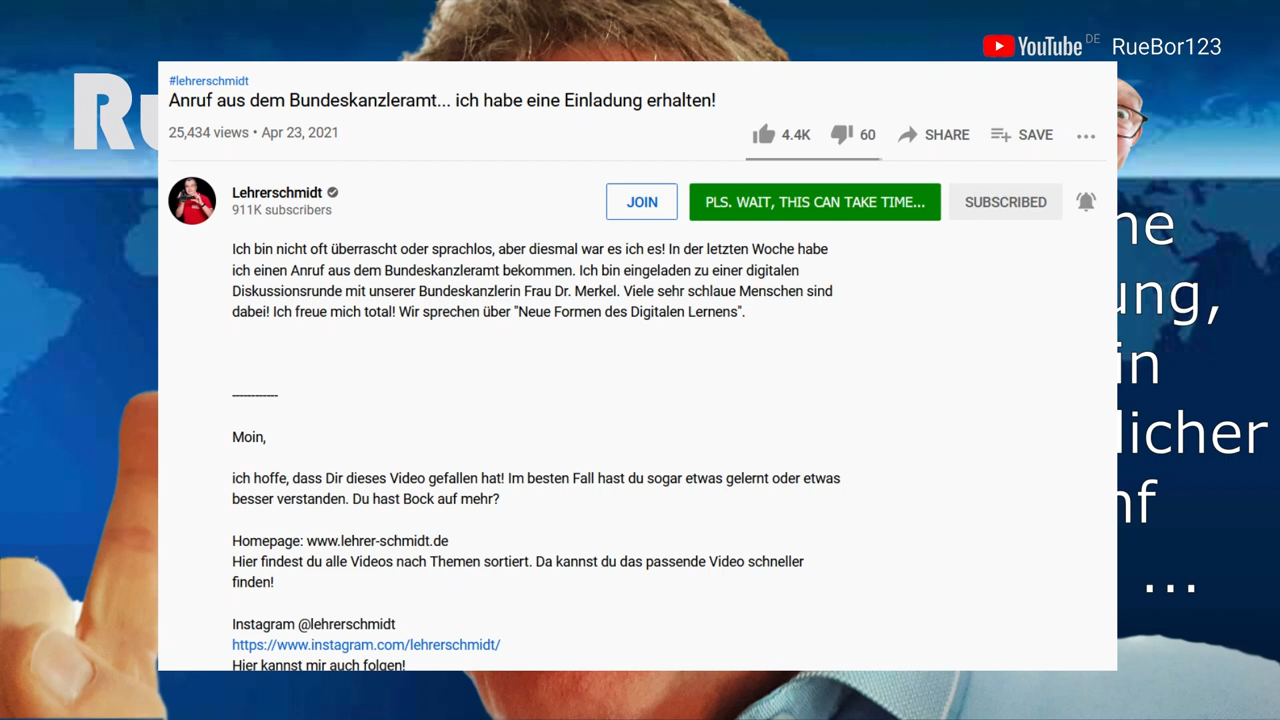 YouTube DE RueBor123
Ru
#lehrerschmidt
Anruf aus dem Bundeskanzleramt... ich habe eine Einladung erhalten!
25,434 views • Apr 23, 2021
4.4K 60 SHARE SAVE
Lehrerschmidt
911K subscribers
JOIN PLS. WAIT, THIS CAN TAKE TIME... SUBSCRIBED
Ich bin nicht oft überrascht oder sprachlos, aber diesmal war es ich es! In der letzten Woche habe
ich einen Anruf aus dem Bundeskanzleramt bekommen. Ich bin eingeladen zu einer digitalen
Diskussionsrunde mit unserer Bundeskanzlerin Frau Dr. Merkel. Viele sehr schlaue Menschen sind
dabei! Ich freue mich total! Wir sprechen über "Neue Formen des Digitalen Lernens".
------------
Moin,
ich hoffe, dass Dir dieses Video gefallen hat! Im besten Fall hast du sogar etwas gelernt oder etwas
besser verstanden. Du hast Bock auf mehr?
Homepage: www.lehrer-schmidt.de
Hier findest du alle Videos nach Themen sortiert. Da kannst du das passende Video schneller
finden!
Instagram @lehrerschmidt
https://www.instagram.com/lehrerschmidt/
Hier kannst mir auch folgen!
ne
ung,
in
licher
nf
...